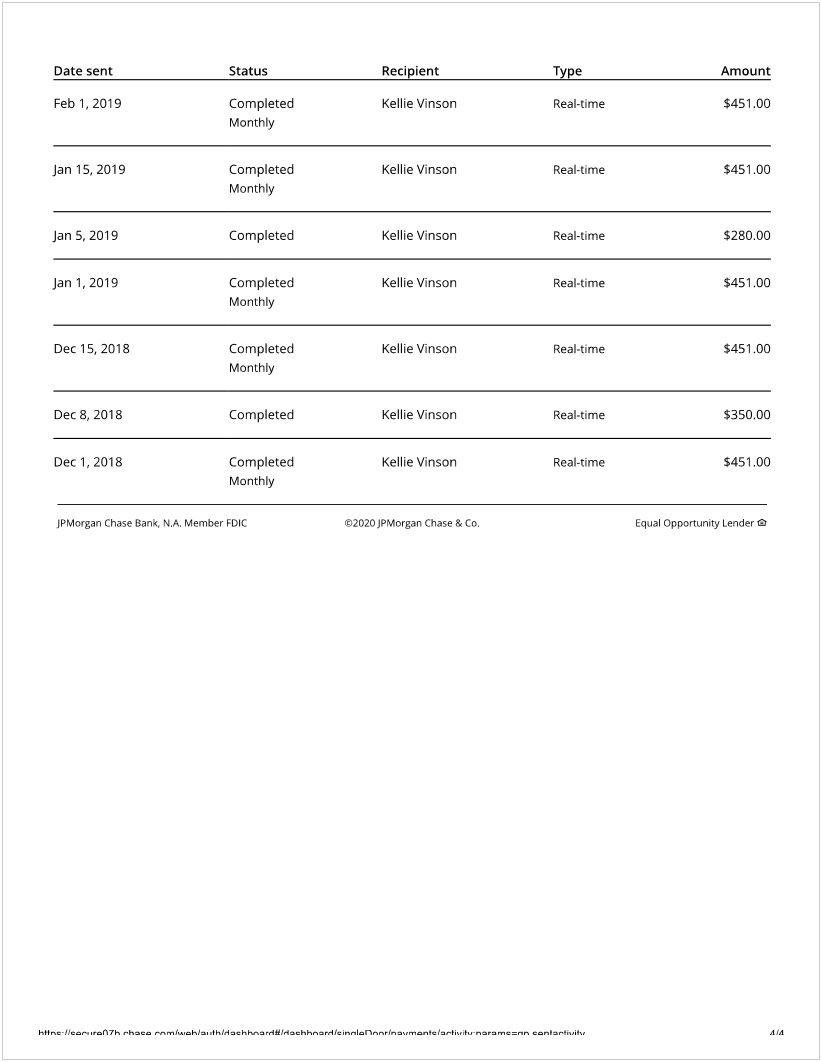 Date sent Status Recipient Type Amount
Feb 1, 2019 Completed Kellie Vinson Real-time $451.00
Monthly
Jan 15, 2019 Completed Kellie Vinson Real-time $451.00
Monthly
Jan 5, 2019 Completed Kellie Vinson Real-time $280.00
Jan 1, 2019 Completed Kellie Vinson Real-time $451.00
Monthly
Dec 15, 2018 Completed Kellie Vinson Real-time $451.00
Monthly
Dec 8, 2018 Completed Kellie Vinson Real-time $350.00
Dec 1, 2018 Completed Kellie Vinson Real-time $451.00
Monthly
JPMorgan Chase Bank, N.A. Member FDIC ©2020 JPMorgan Chase & Co. Equal Opportunity Lender
https://secure07b.chase.com/web/auth/dashboard#/dashboard/singleDoor/payments/activity;params=qp,sentactivity 4/4